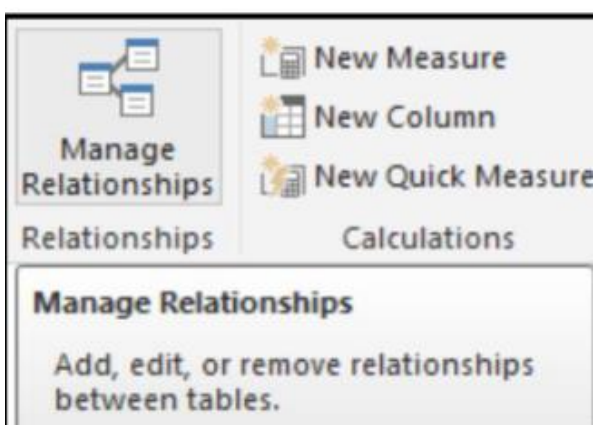 Manage
Relationships
New Measure
New Column
New Quick Measure
Relationships
Calculations
Manage Relationships
Add, edit, or remove relationships
between tables.